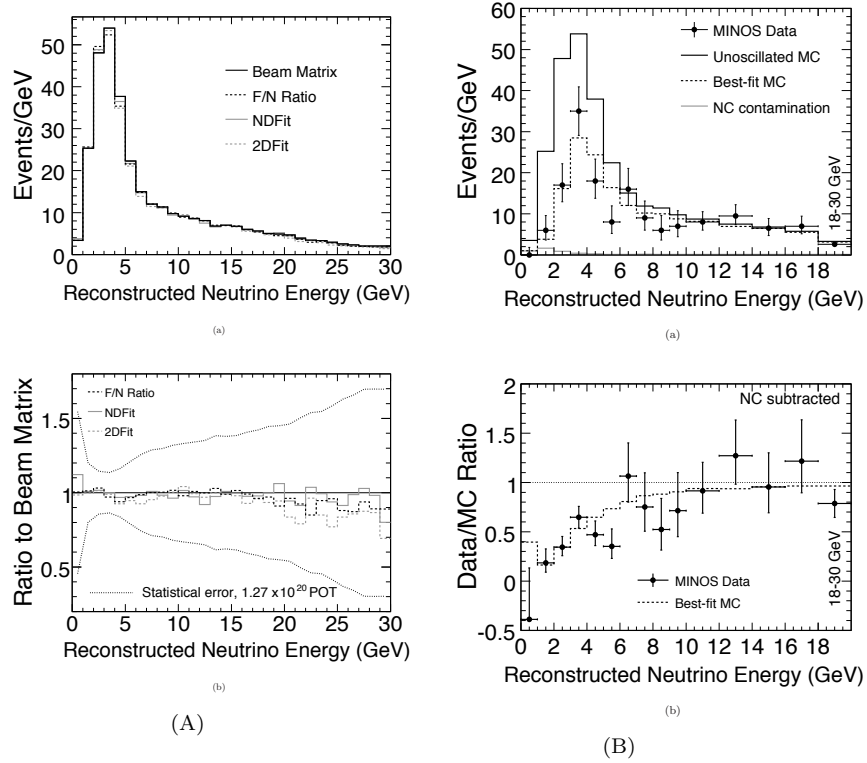 60
50
40
30
20
10
0
Events/GeV
Beam Matrix
F/N Ratio
NDFit
2DFit
0 5 10 15 20 25 30
Reconstructed Neutrino Energy (GeV)
(a)
1.5
1
0.5
Ratio to Beam Matrix
F/N Ratio
NDFit
2DFit
Statistical error, 1.27 x10²⁰ POT
0 5 10 15 20 25 30
Reconstructed Neutrino Energy (GeV)
(b)
(A)
60
50
40
30
20
10
0
Events/GeV
MINOS Data
Unoscillated MC
Best-fit MC
NC contamination
18-30 GeV
0 2 4 6 8 10 12 14 16 18
Reconstructed Neutrino Energy (GeV)
(a)
2
1.5
1
0.5
0
-0.5
Data/MC Ratio
NC subtracted
MINOS Data
Best-fit MC
18-30 GeV
0 2 4 6 8 10 12 14 16 18
Reconstructed Neutrino Energy (GeV)
(b)
(B)